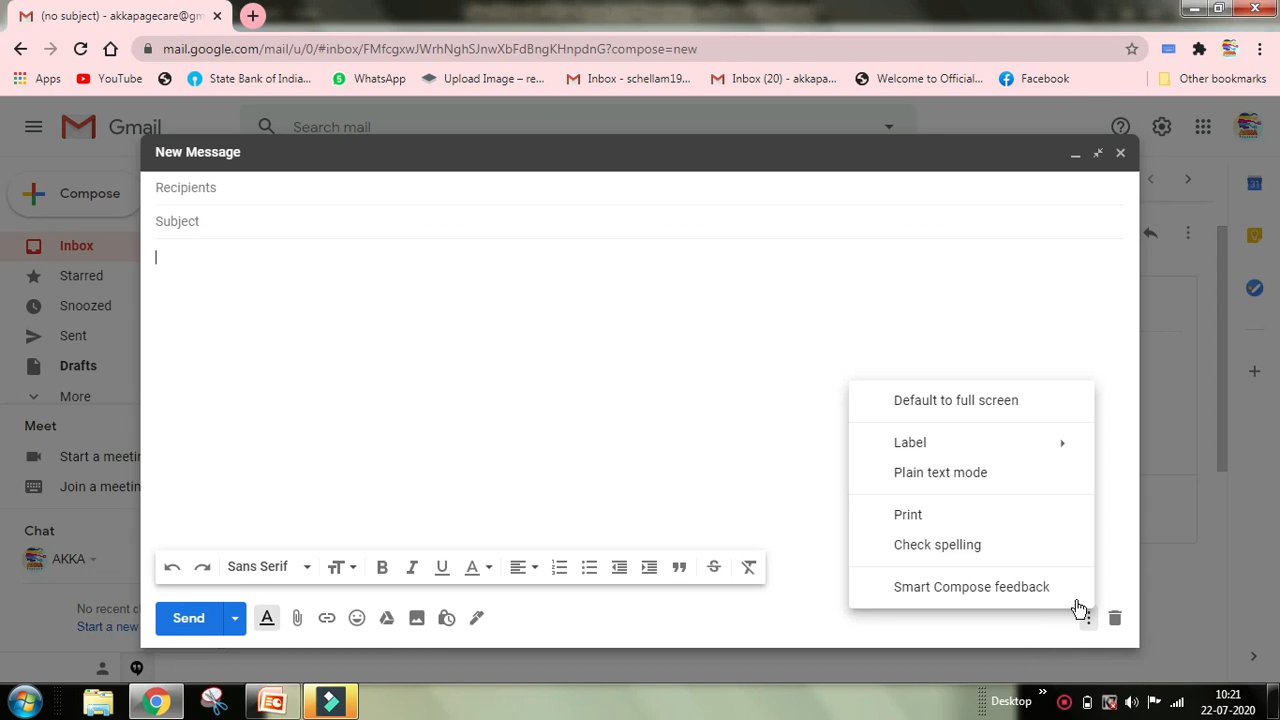 (no subject) - akkapagecare@gm
mail.google.com/mail/u/0/#inbox/FMfcgxwJWrhNghSJnwXbFdBngKHnpdnG?compose=new
Apps YouTube State Bank of India... WhatsApp Upload Image – re... Inbox - schellam19... Inbox (20) - akkapa... Welcome to Official... Facebook Other bookmarks
Gmail
Search mail
New Message
Recipients
Compose
Subject
Inbox
Starred
Snoozed
Sent
Drafts
More
Default to full screen
Meet
Label
Start a meetin
Plain text mode
Join a meetin
Print
Chat
Check spelling
AKKA
Sans Serif
Smart Compose feedback
No recent c
Send
Start a new
Desktop
10:21
22-07-2020